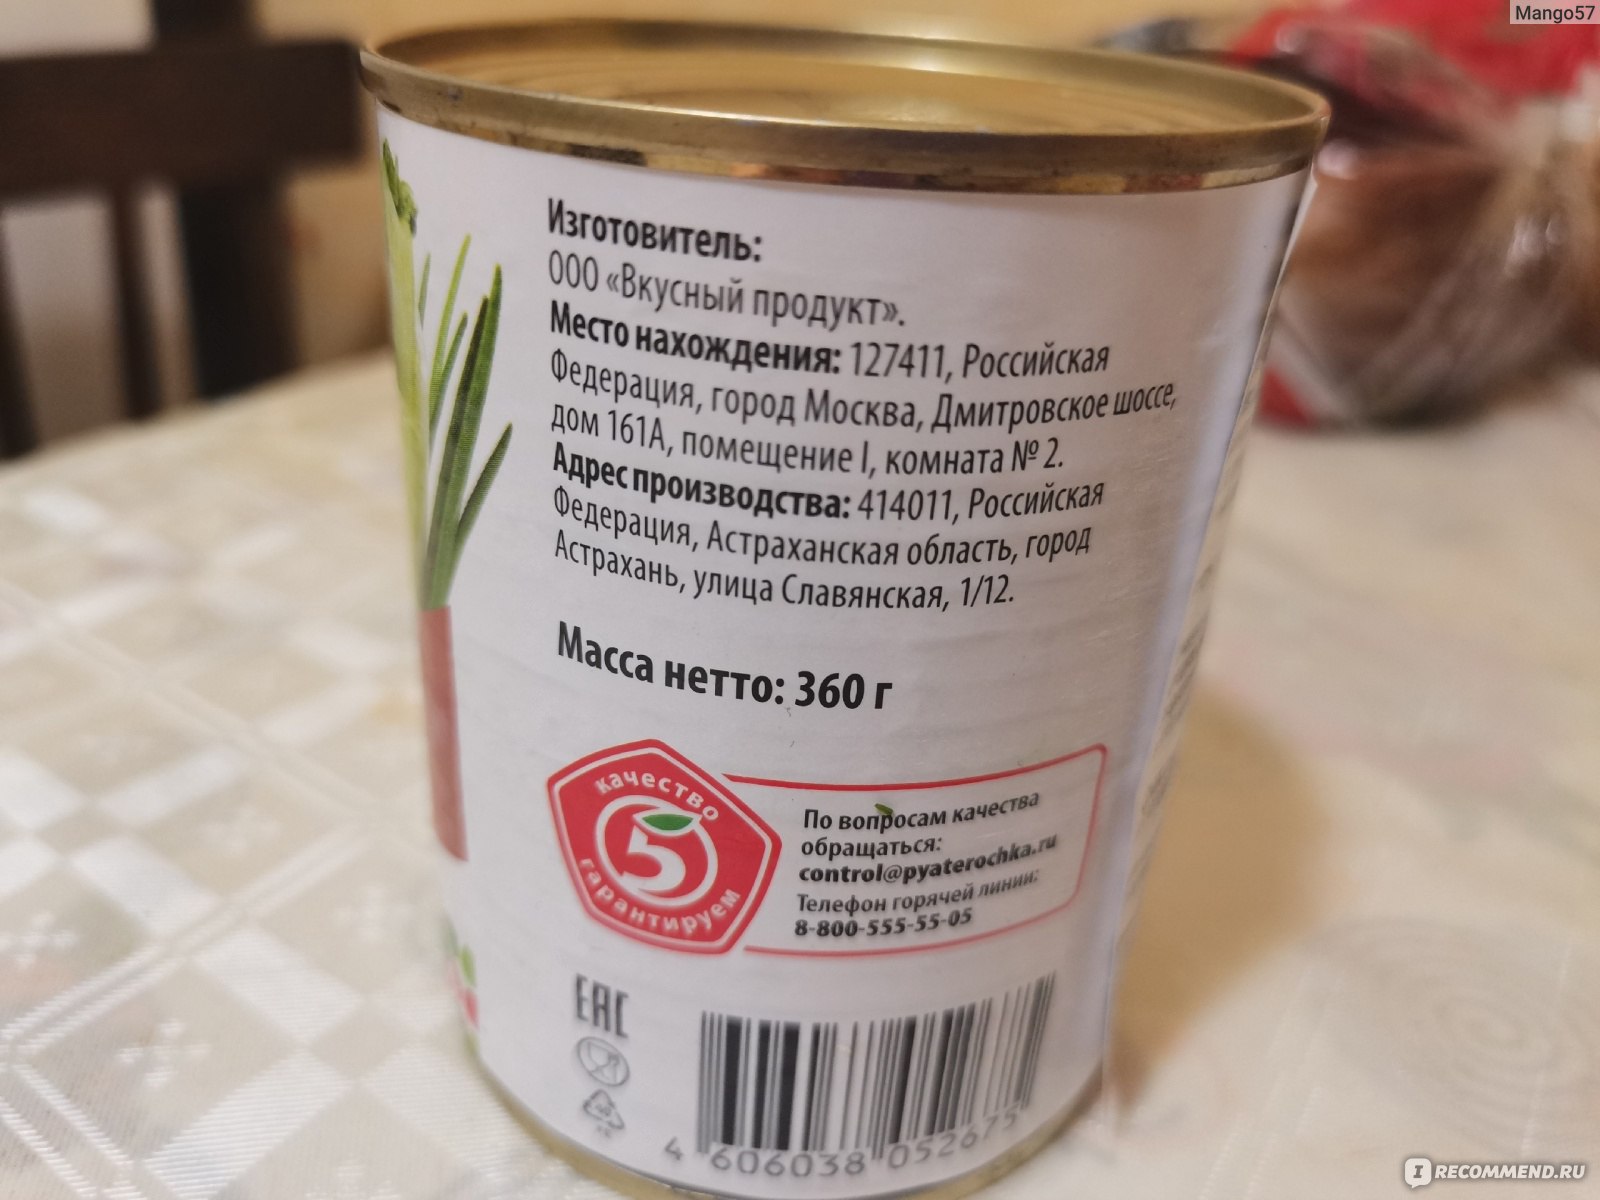 Mango57
Изготовитель:
ООО «Вкусный продукт».
Место нахождения: 127411, Российская
Федерация, город Москва, Дмитровское шоссе,
дом 161А, помещение I, комната № 2.
Адрес производства: 414011, Российская
Федерация, Астраханская область, город
Астрахань, улица Славянская, 1/12.
Масса нетто: 360 г
качество
5
гарантируем
По вопросам качества
обращаться:
control@pyaterochka.ru
Телефон горячей линии:
8-800-555-55-05
EAC
4 606038 052675
IRECOMMEND.RU